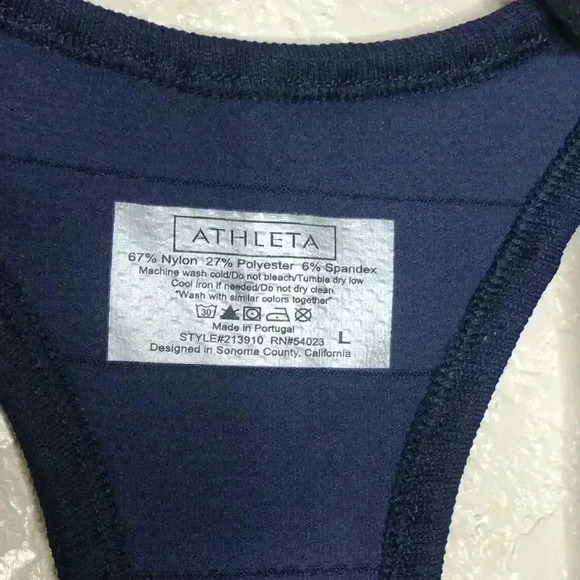 ATHLETA
67% Nylon 27% Polyester 6% Spandex
Machine wash cold/Do not bleach/Tumble dry low
Cool Iron if needed/Do not dry clean
"Wash with similar colors together"
30
Made in Portugal
STYLE#213910 RN#54023 L
Designed in Sonoma County, California